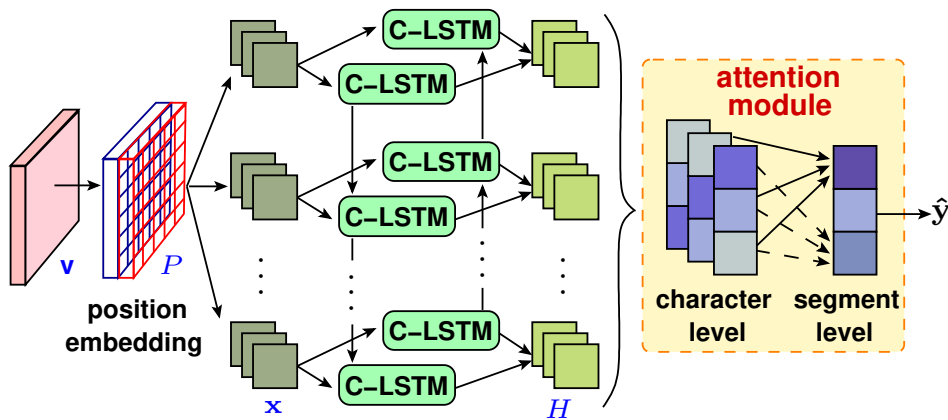 C−LSTM
C−LSTM
attention
module
C−LSTM
C−LSTM
ŷ
v
P
position
embedding
character
level
segment
level
C−LSTM
C−LSTM
x
H